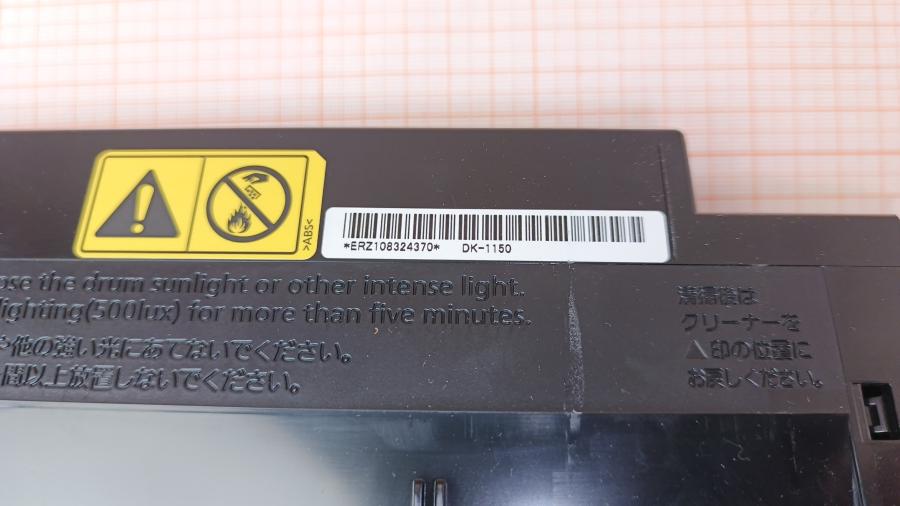 >ABS<
*ERZ108324370* DK-1150
ose the drum sunlight or other intense light.
lighting(500lux) for more than five minutes.
や他の強い光にあてないでください。
間以上放置しないでください。
清掃後は
クリーナーを
▲印の位置に
お戻しください。